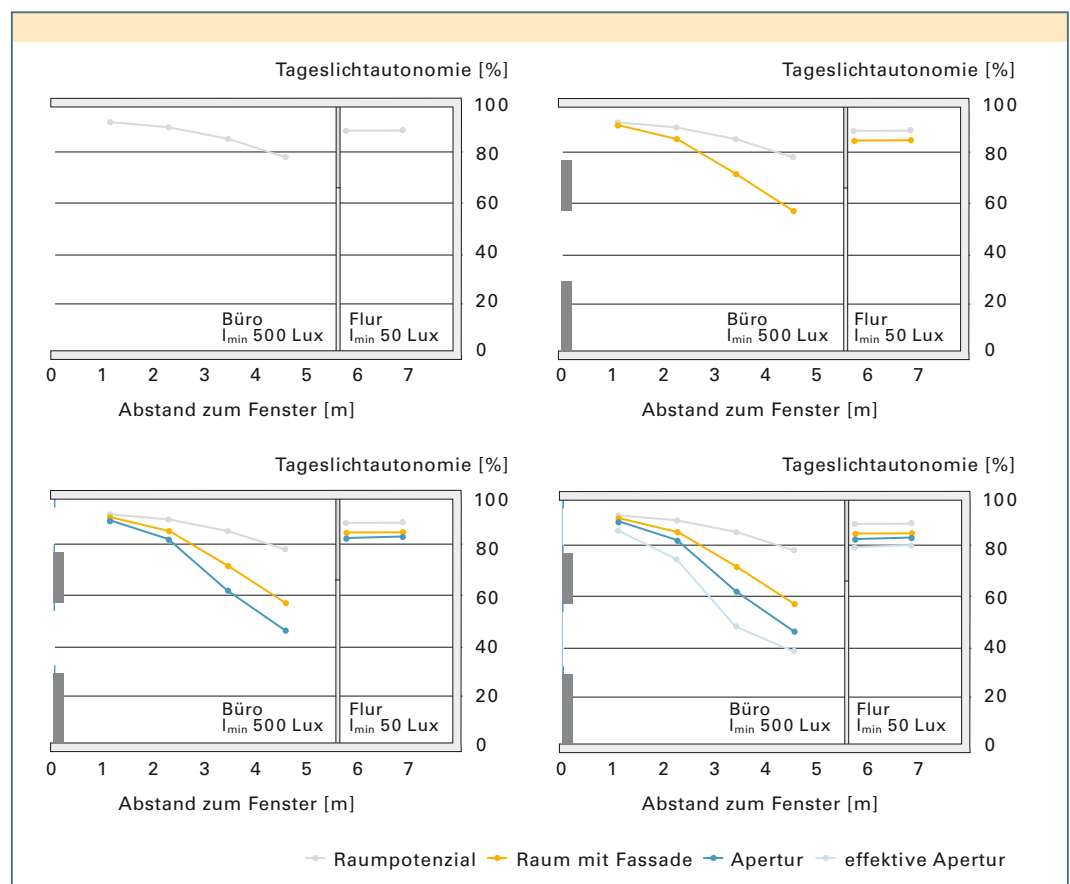 Tageslichtautonomie [%]
100
80
60
40
20
0
Büro
Imin 500 Lux
Flur
Imin 50 Lux
0 1 2 3 4 5 6 7
Abstand zum Fenster [m]
Tageslichtautonomie [%]
100
80
60
40
20
0
Büro
Imin 500 Lux
Flur
Imin 50 Lux
0 1 2 3 4 5 6 7
Abstand zum Fenster [m]
Tageslichtautonomie [%]
100
80
60
40
20
0
Büro
Imin 500 Lux
Flur
Imin 50 Lux
0 1 2 3 4 5 6 7
Abstand zum Fenster [m]
Tageslichtautonomie [%]
100
80
60
40
20
0
Büro
Imin 500 Lux
Flur
Imin 50 Lux
0 1 2 3 4 5 6 7
Abstand zum Fenster [m]
Raumpotenzial Raum mit Fassade Apertur effektive Apertur